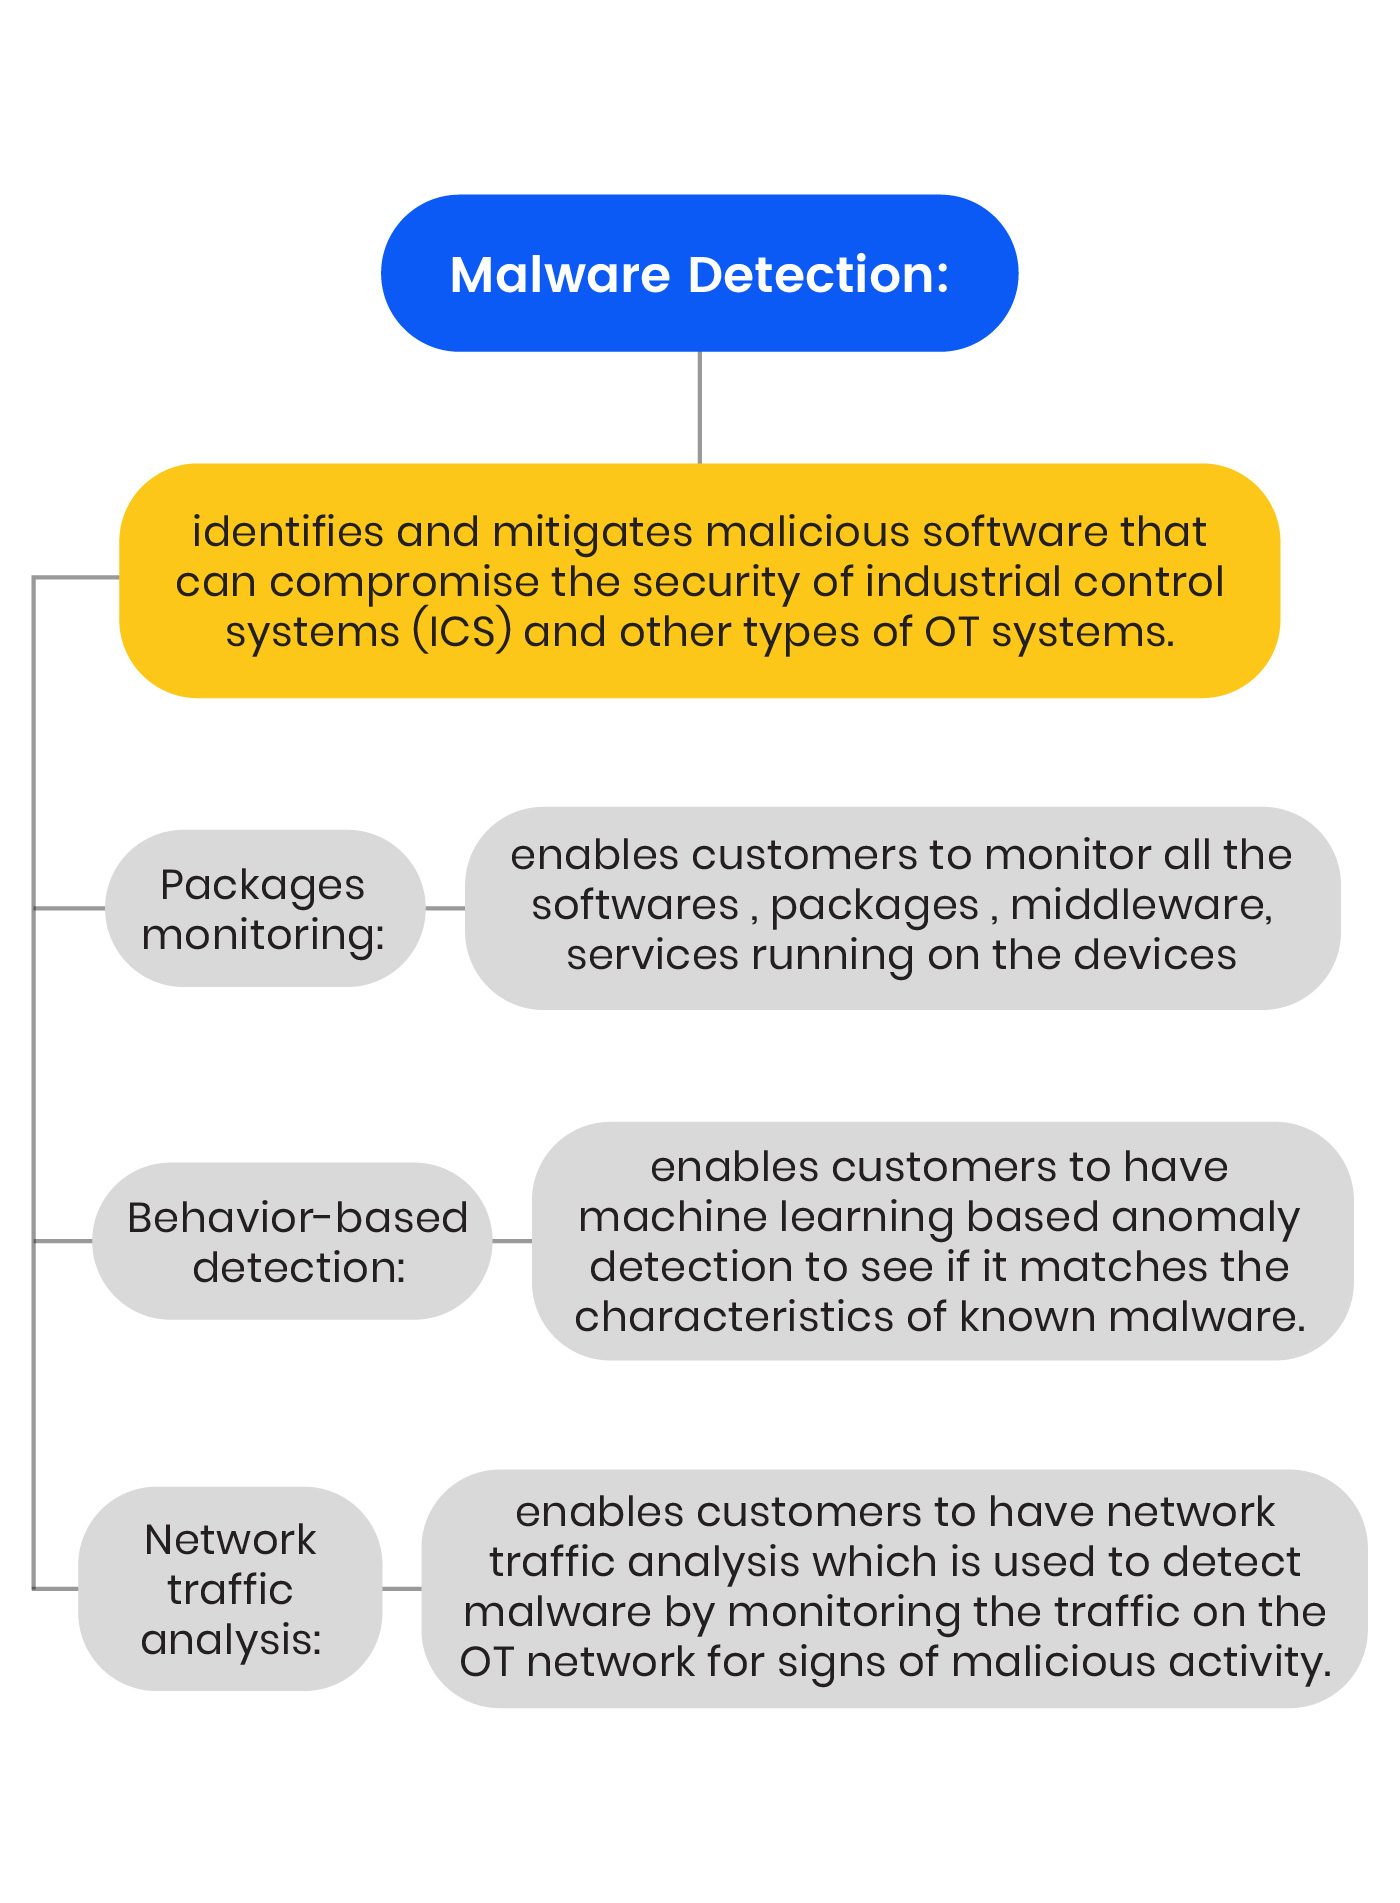 Malware Detection:
identifies and mitigates malicious software that
can compromise the security of industrial control
systems (ICS) and other types of OT systems.
Packages
monitoring:
enables customers to monitor all the
softwares , packages , middleware,
services running on the devices
Behavior-based
detection:
enables customers to have
machine learning based anomaly
detection to see if it matches the
characteristics of known malware.
Network
traffic
analysis:
enables customers to have network
traffic analysis which is used to detect
malware by monitoring the traffic on the
OT network for signs of malicious activity.